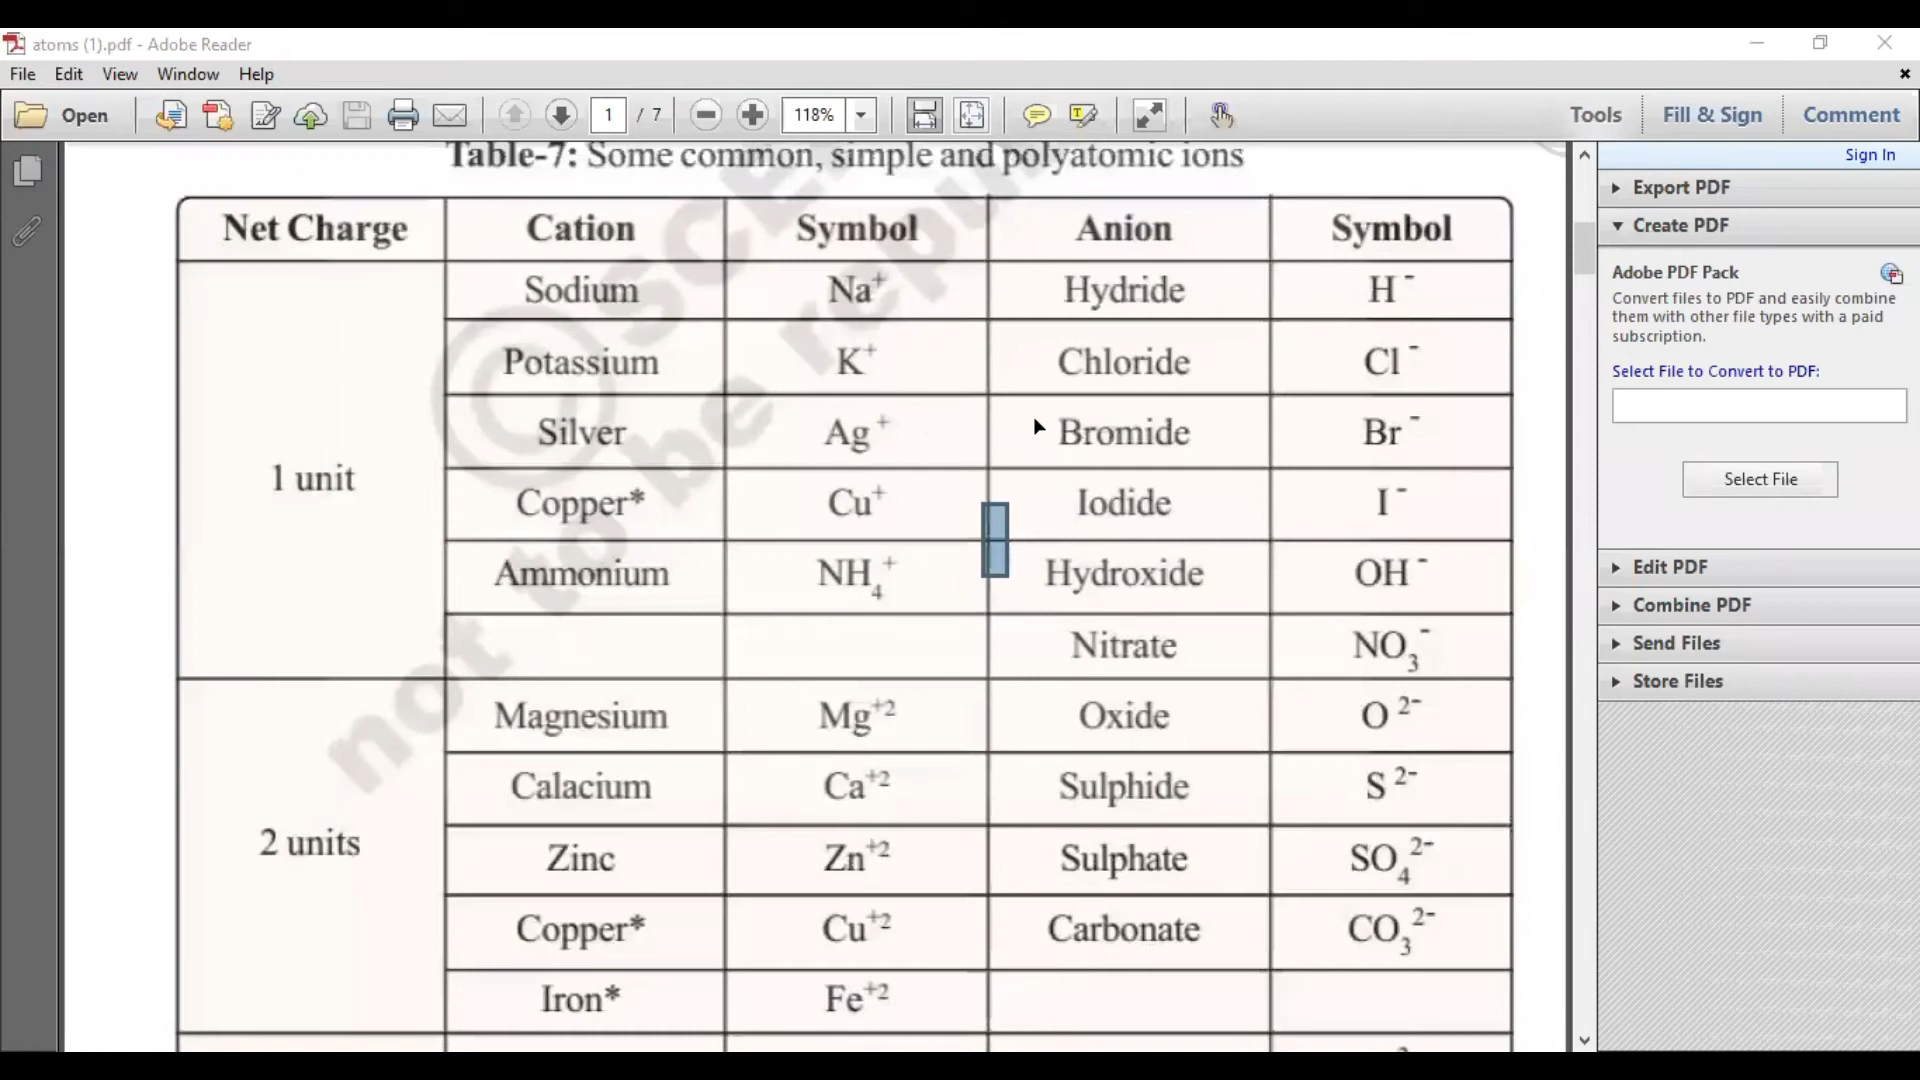 atoms (1).pdf - Adobe Reader
File Edit View Window Help
Open 1 / 7 118% Tools Fill & Sign Comment
Sign In
Table-7: Some common, simple and polyatomic ions
Net Charge Cation Symbol Anion Symbol
1 unit
Sodium Na⁺ Hydride H⁻
Potassium K⁺ Chloride Cl⁻
Silver Ag⁺ Bromide Br⁻
Copper* Cu⁺ Iodide I⁻
Ammonium NH₄⁺ Hydroxide OH⁻
Nitrate NO₃⁻
2 units
Magnesium Mg⁺² Oxide O²⁻
Calacium Ca⁺² Sulphide S²⁻
Zinc Zn⁺² Sulphate SO₄²⁻
Copper* Cu⁺² Carbonate CO₃²⁻
Iron* Fe⁺²
not to be
Export PDF
Create PDF
Adobe PDF Pack
Convert files to PDF and easily combine
them with other file types with a paid
subscription.
Select File to Convert to PDF:
Select File
Edit PDF
Combine PDF
Send Files
Store Files